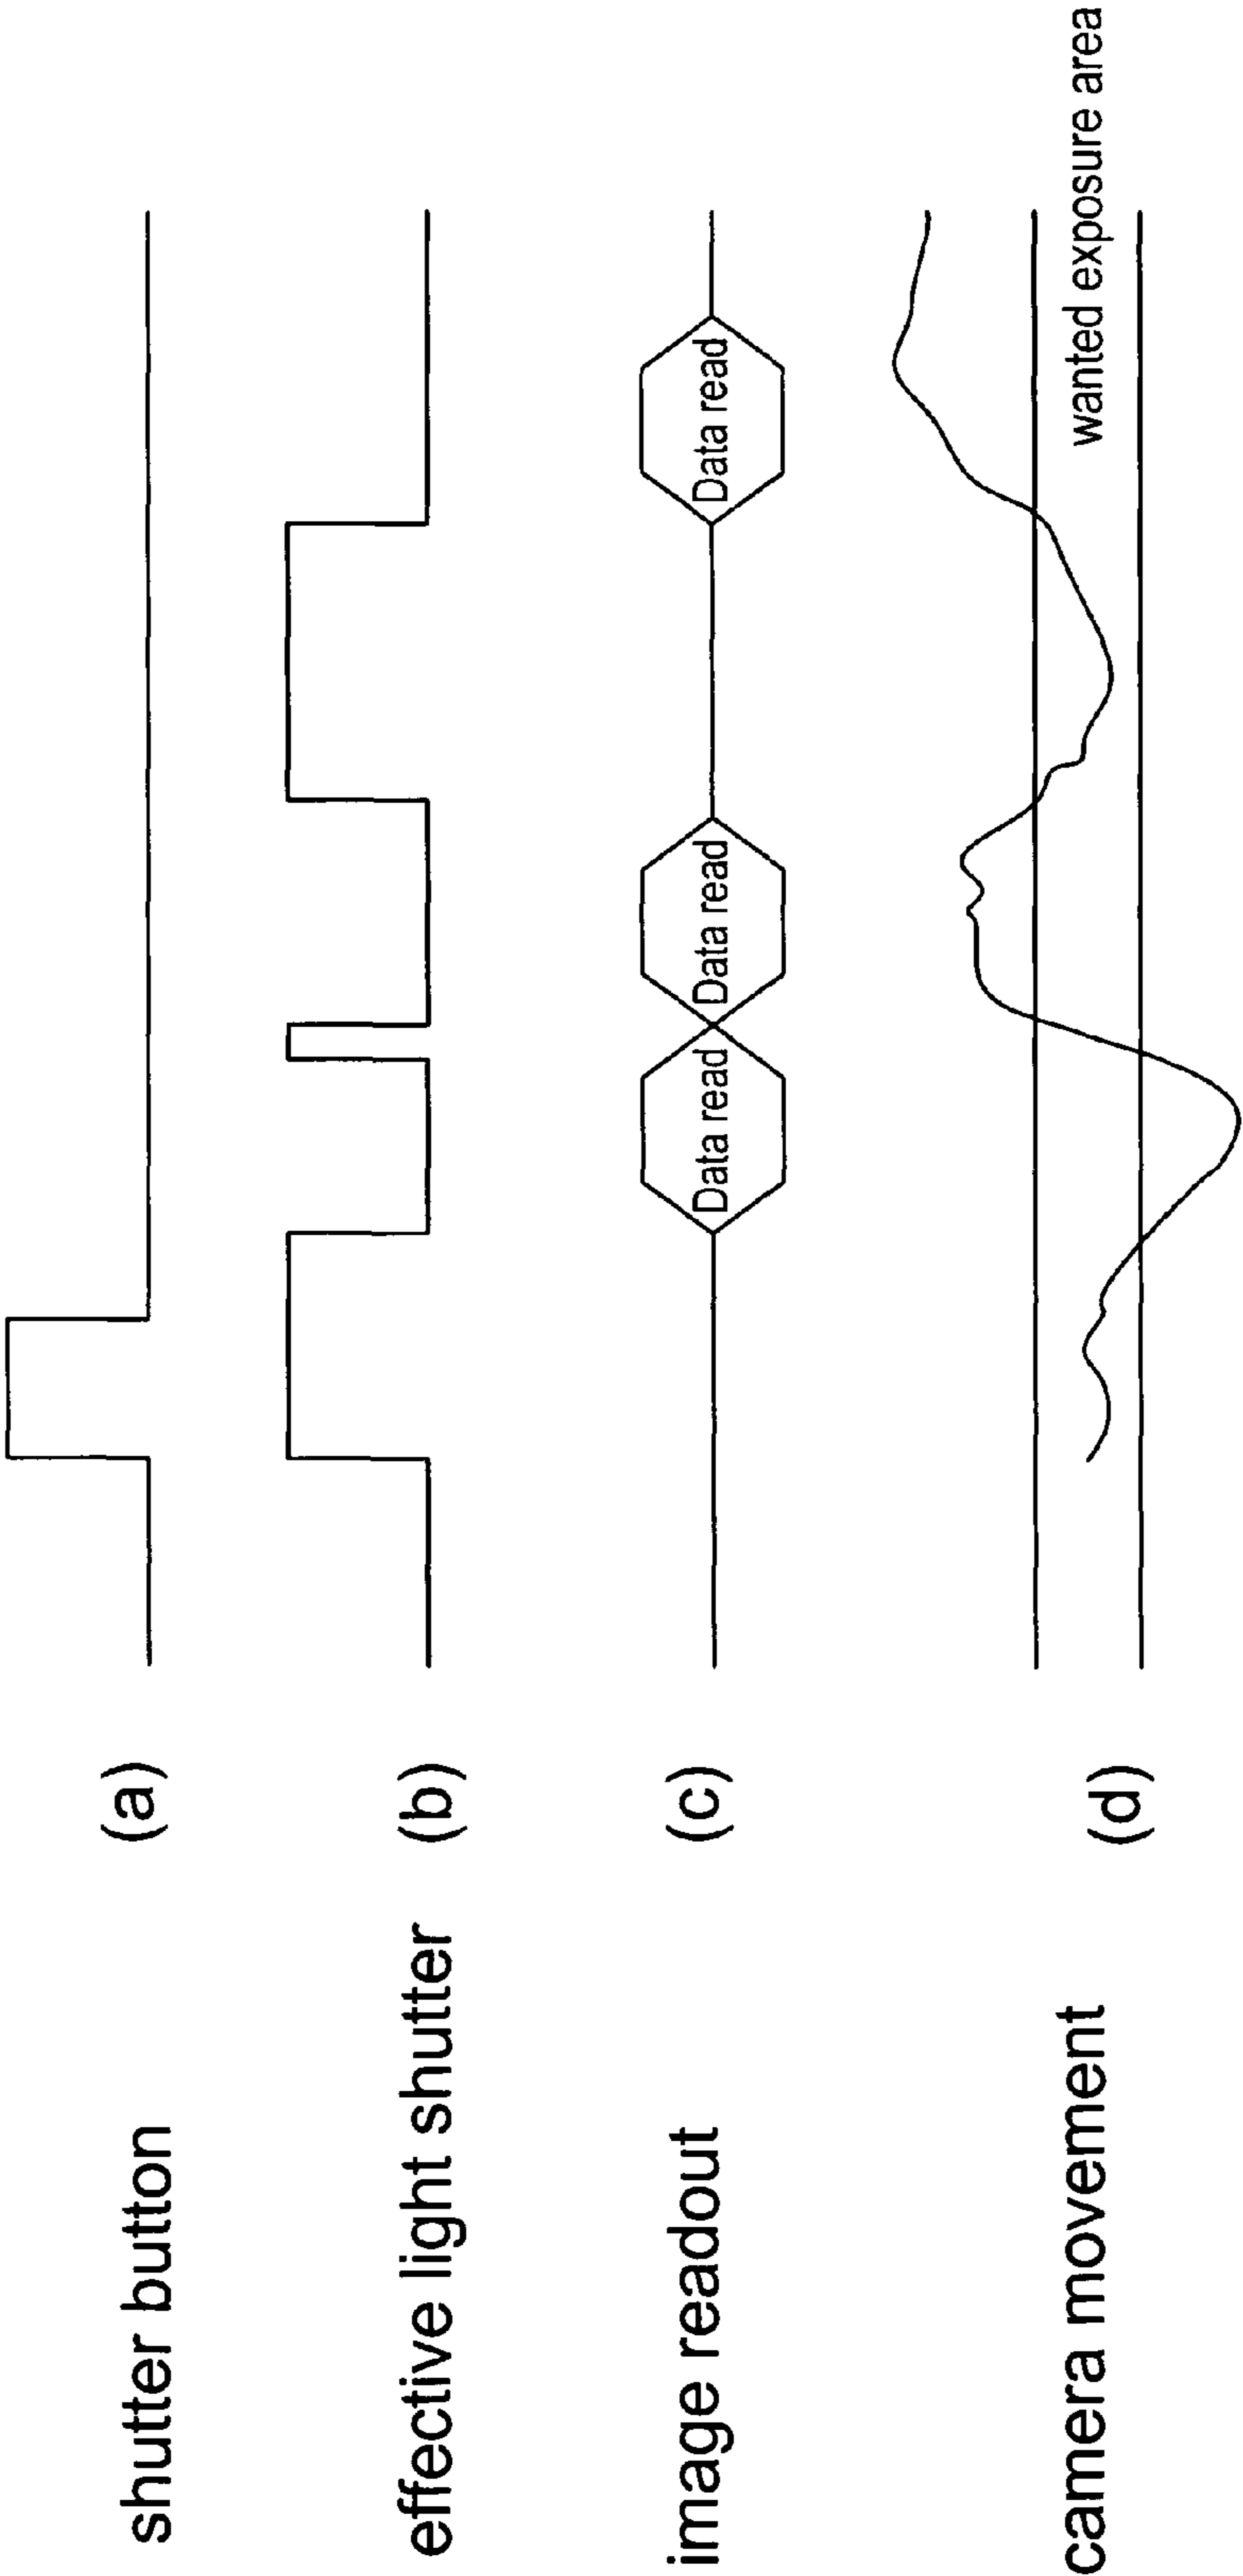 shutter button (a)
effective light shutter (b)
image readout (c) Data read Data read Data read
camera movement (d) wanted exposure area